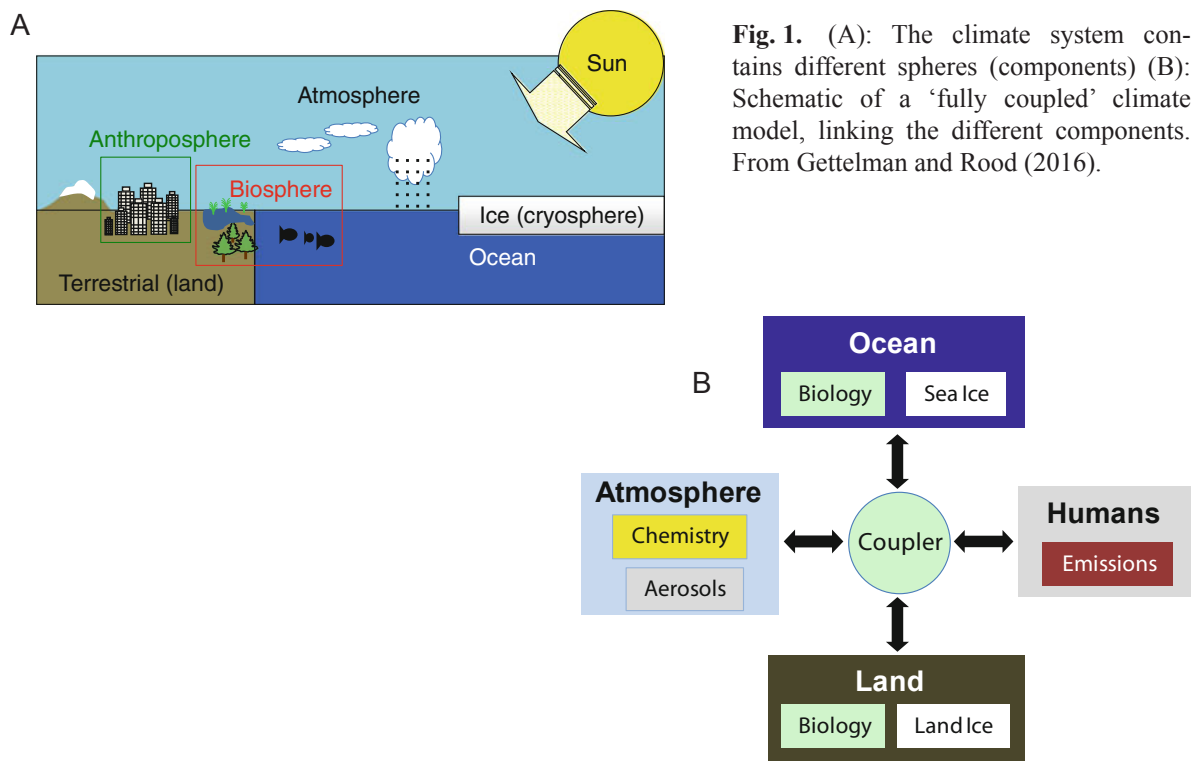 A
Sun
Atmosphere
Anthroposphere
Biosphere
Ice (cryosphere)
Ocean
Terrestrial (land)
Fig. 1. (A): The climate system con-
tains different spheres (components) (B):
Schematic of a ‘fully coupled’ climate
model, linking the different components.
From Gettelman and Rood (2016).
B
Ocean
Biology
Sea Ice
Atmosphere
Chemistry
Aerosols
Coupler
Humans
Emissions
Land
Biology
Land Ice